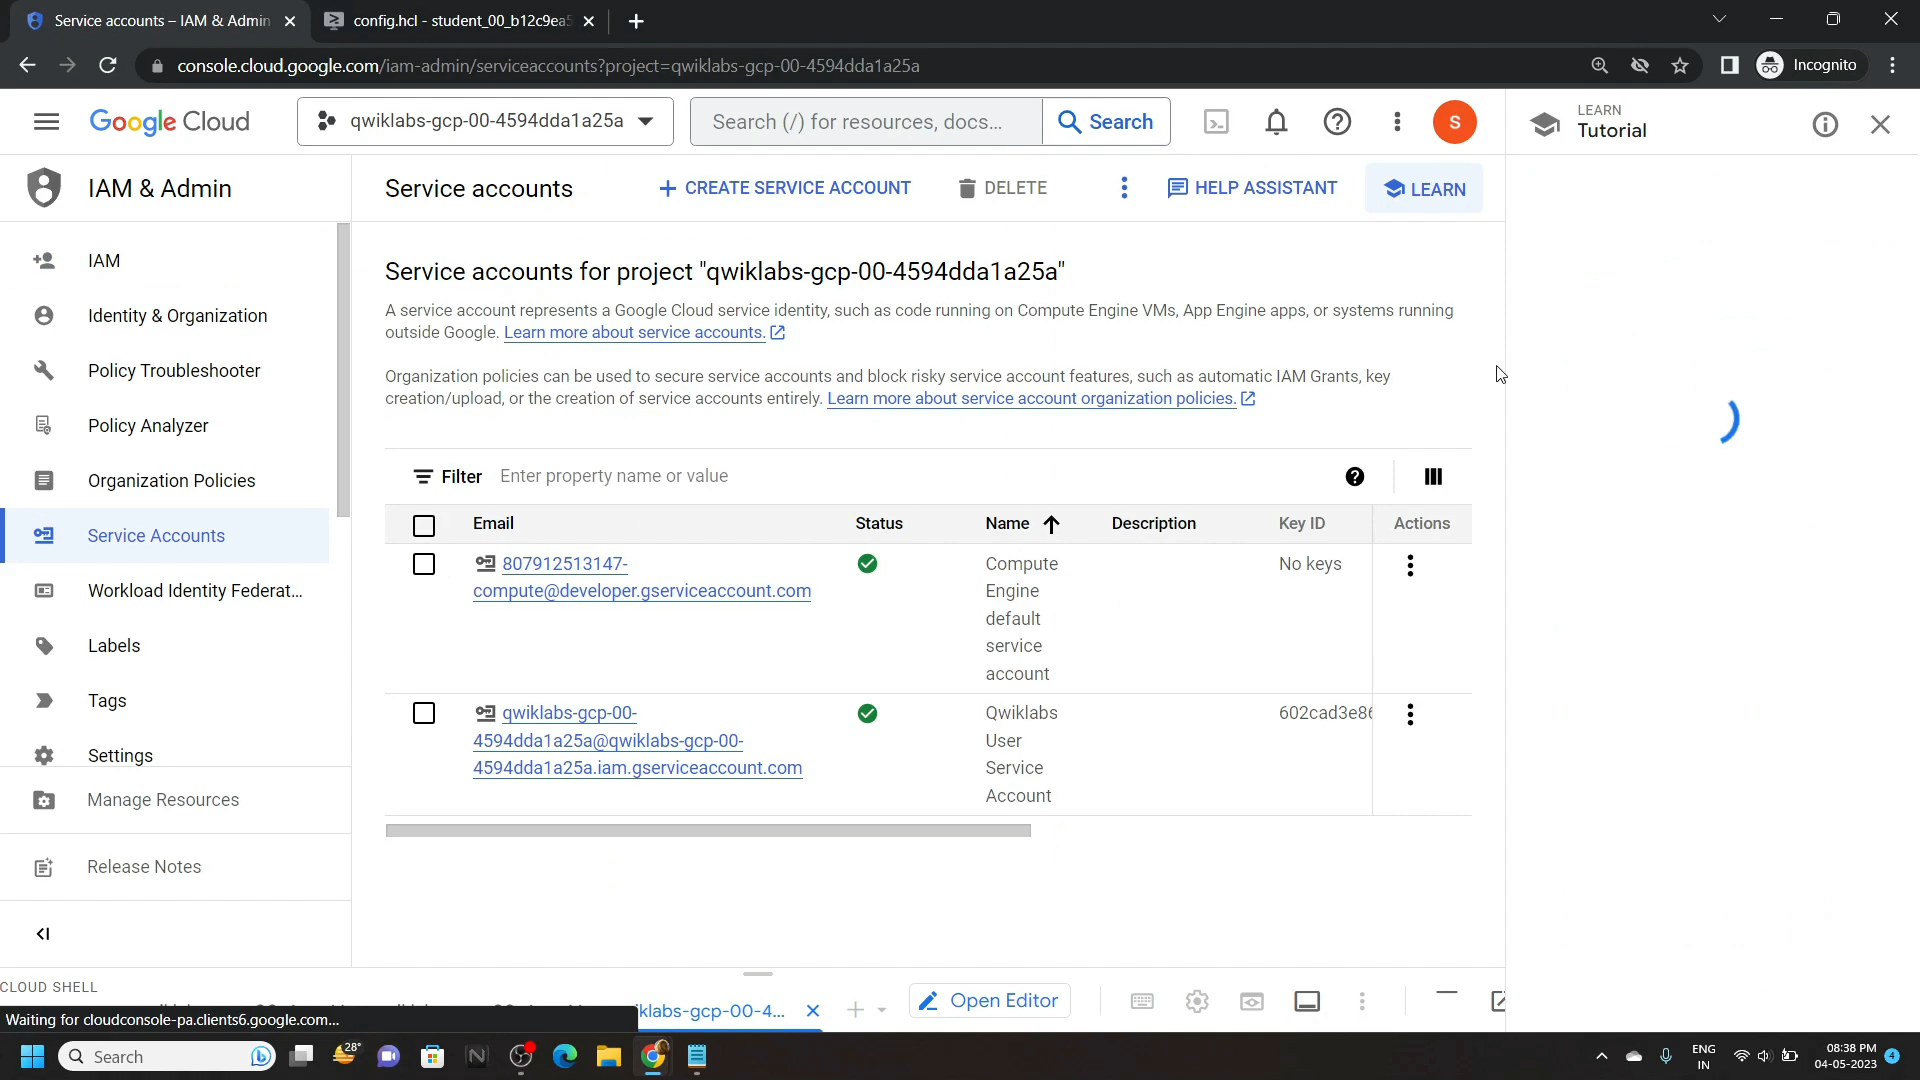 Service accounts – IAM & Admin
config.hcl - student_00_b12c9ea5
console.cloud.google.com/iam-admin/serviceaccounts?project=qwiklabs-gcp-00-4594dda1a25a
Incognito
Google Cloud
qwiklabs-gcp-00-4594dda1a25a
Search (/) for resources, docs...
Search
S
LEARN
Tutorial
IAM & Admin
Service accounts
CREATE SERVICE ACCOUNT
DELETE
HELP ASSISTANT
LEARN
IAM
Identity & Organization
Policy Troubleshooter
Policy Analyzer
Organization Policies
Service Accounts
Workload Identity Federat...
Labels
Tags
Settings
Manage Resources
Release Notes
Service accounts for project "qwiklabs-gcp-00-4594dda1a25a"
A service account represents a Google Cloud service identity, such as code running on Compute Engine VMs, App Engine apps, or systems running
outside Google. Learn more about service accounts.
Organization policies can be used to secure service accounts and block risky service account features, such as automatic IAM Grants, key
creation/upload, or the creation of service accounts entirely. Learn more about service account organization policies.
Filter Enter property name or value
Email Status Name Description Key ID Actions
807912513147-
compute@developer.gserviceaccount.com
Compute
Engine
default
service
account
No keys
qwiklabs-gcp-00-
4594dda1a25a@qwiklabs-gcp-00-
4594dda1a25a.iam.gserviceaccount.com
Qwiklabs
User
Service
Account
602cad3e86
CLOUD SHELL
klabs-gcp-00-4...
Open Editor
Waiting for cloudconsole-pa.clients6.google.com...
Search
28°
ENG
IN
08:38 PM
04-05-2023
4